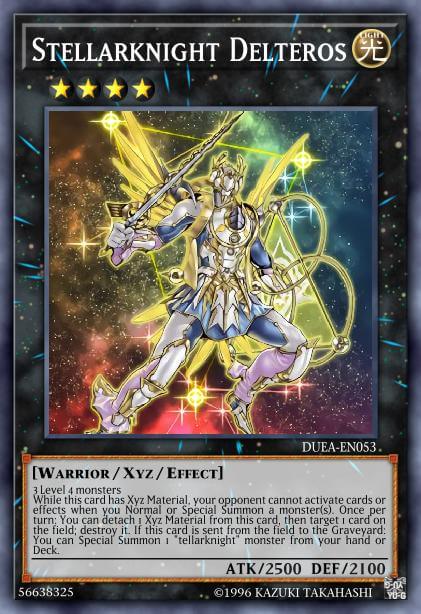 STELLARKNIGHT DELTEROS
LIGHT
光
DUEA-EN053
[WARRIOR / XYZ / EFFECT]
3 Level 4 monsters
While this card has Xyz Material, your opponent cannot activate cards or
effects when you Normal or Special Summon a monster(s). Once per
turn: You can detach 1 Xyz Material from this card, then target 1 card on
the field; destroy it. If this card is sent from the field to the Graveyard:
You can Special Summon 1 "tellarknight" monster from your hand or
Deck.
ATK/2500 DEF/2100
56638325
©1996 KAZUKI TAKAHASHI